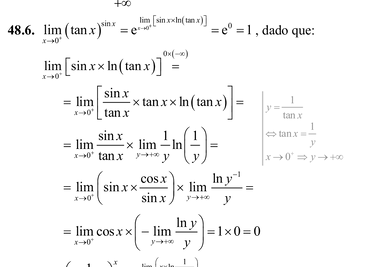 +∞
48.6. lim_{x→0⁺} (tan x)^{sin x} = e^{lim_{x→0⁺} [sin x × ln(tan x)]} = e⁰ = 1 , dado que:
lim_{x→0⁺} [sin x × ln(tan x)] =^{0×(−∞)}
= lim_{x→0⁺} [sin x / tan x × tan x × ln(tan x)] =
y = 1 / tan x
= lim_{x→0⁺} sin x / tan x × lim_{y→+∞} 1/y ln(1/y) =
⇔ tan x = 1/y
x → 0⁺ ⇒ y → +∞
= lim_{x→0⁺} (sin x × cos x / sin x) × lim_{y→+∞} ln y⁻¹ / y =
= lim_{x→0⁺} cos x × (− lim_{y→+∞} ln y / y) = 1 × 0 = 0